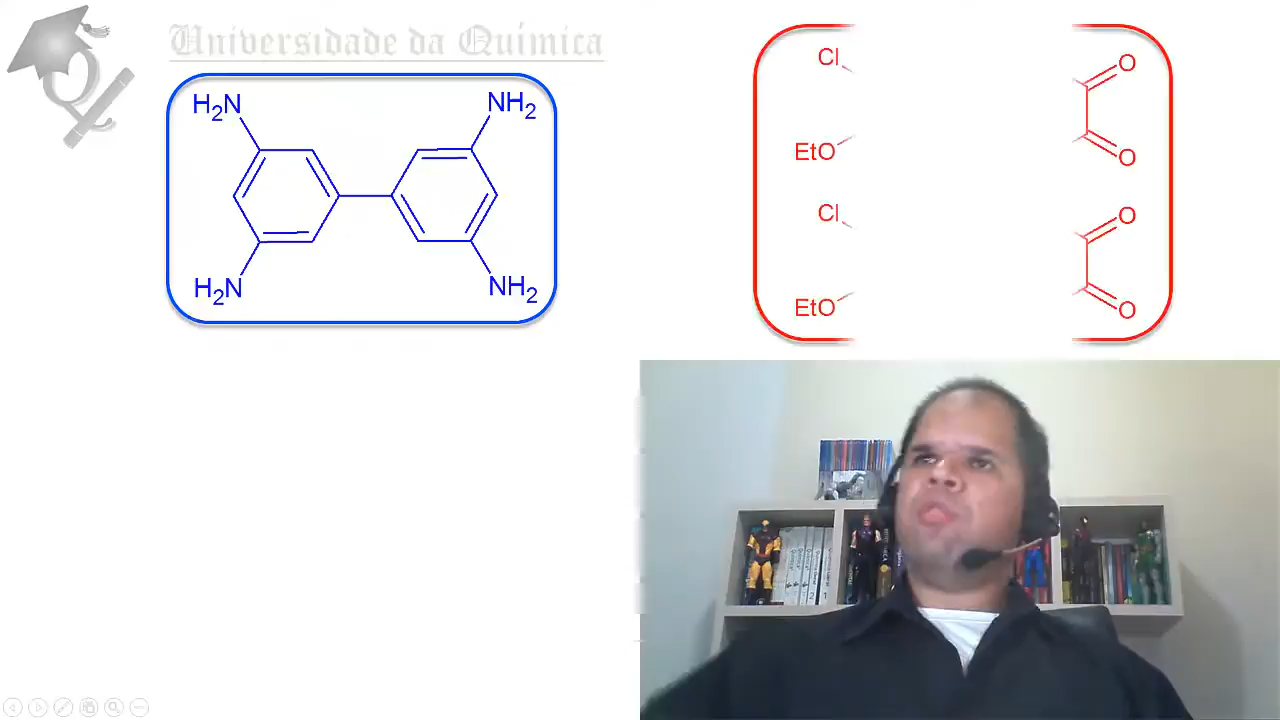 Universidade da Química
H2N
NH2
H2N
NH2
Cl
O
EtO
O
Cl
O
EtO
O